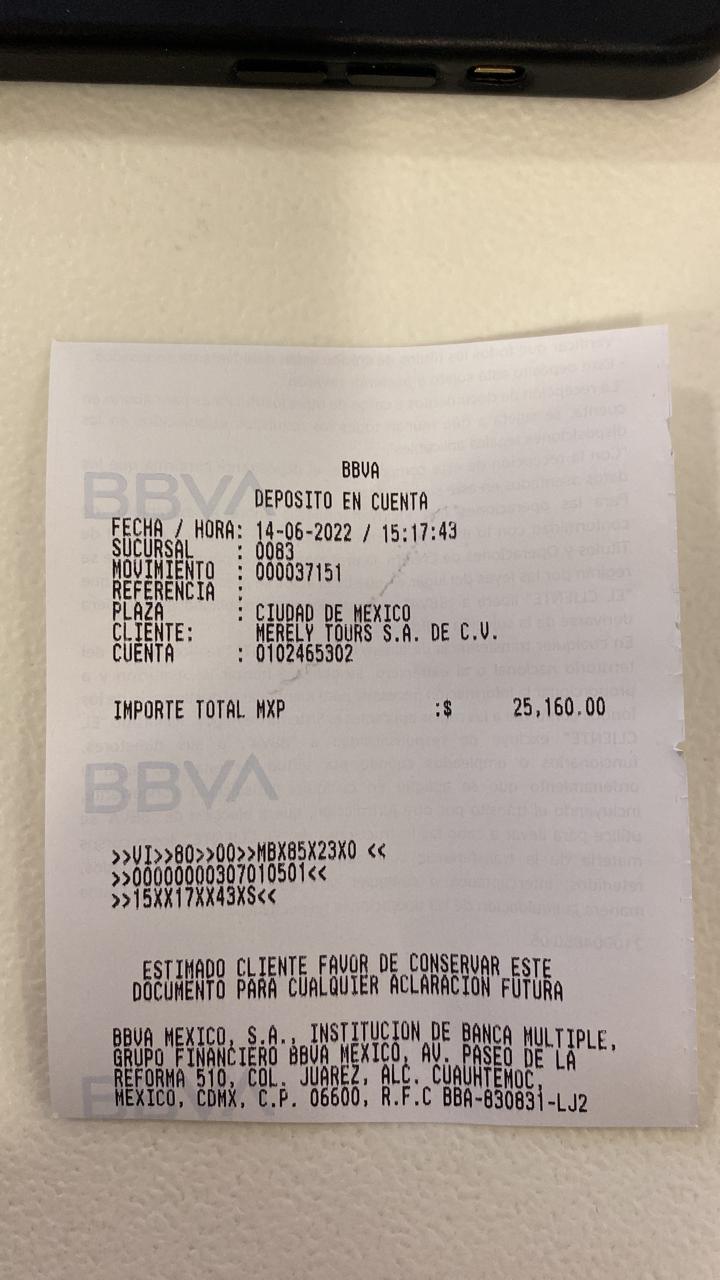 BBVA
DEPOSITO EN CUENTA
FECHA / HORA: 14-06-2022 / 15:17:43
SUCURSAL : 0083
MOVIMIENTO : 000037151
REFERENCIA :
PLAZA : CIUDAD DE MEXICO
CLIENTE: MERELY TOURS S.A. DE C.V.
CUENTA : 0102465302
IMPORTE TOTAL MXP :$ 25,160.00
BBVA
>>VI>>80>>00>>MBX85X23X0 <<
>>00000000307010501<<
>>15XX17XX43XS<<
ESTIMADO CLIENTE FAVOR DE CONSERVAR ESTE
DOCUMENTO PARA CUALQUIER ACLARACION FUTURA
BBVA MEXICO, S.A., INSTITUCION DE BANCA MULTIPLE,
GRUPO FINANCIERO BBVA MEXICO, AV. PASEO DE LA
REFORMA 510, COL. JUAREZ, ALC. CUAUHTEMOC,
MEXICO, CDMX, C.P. 06600, R.F.C BBA-830831-LJ2